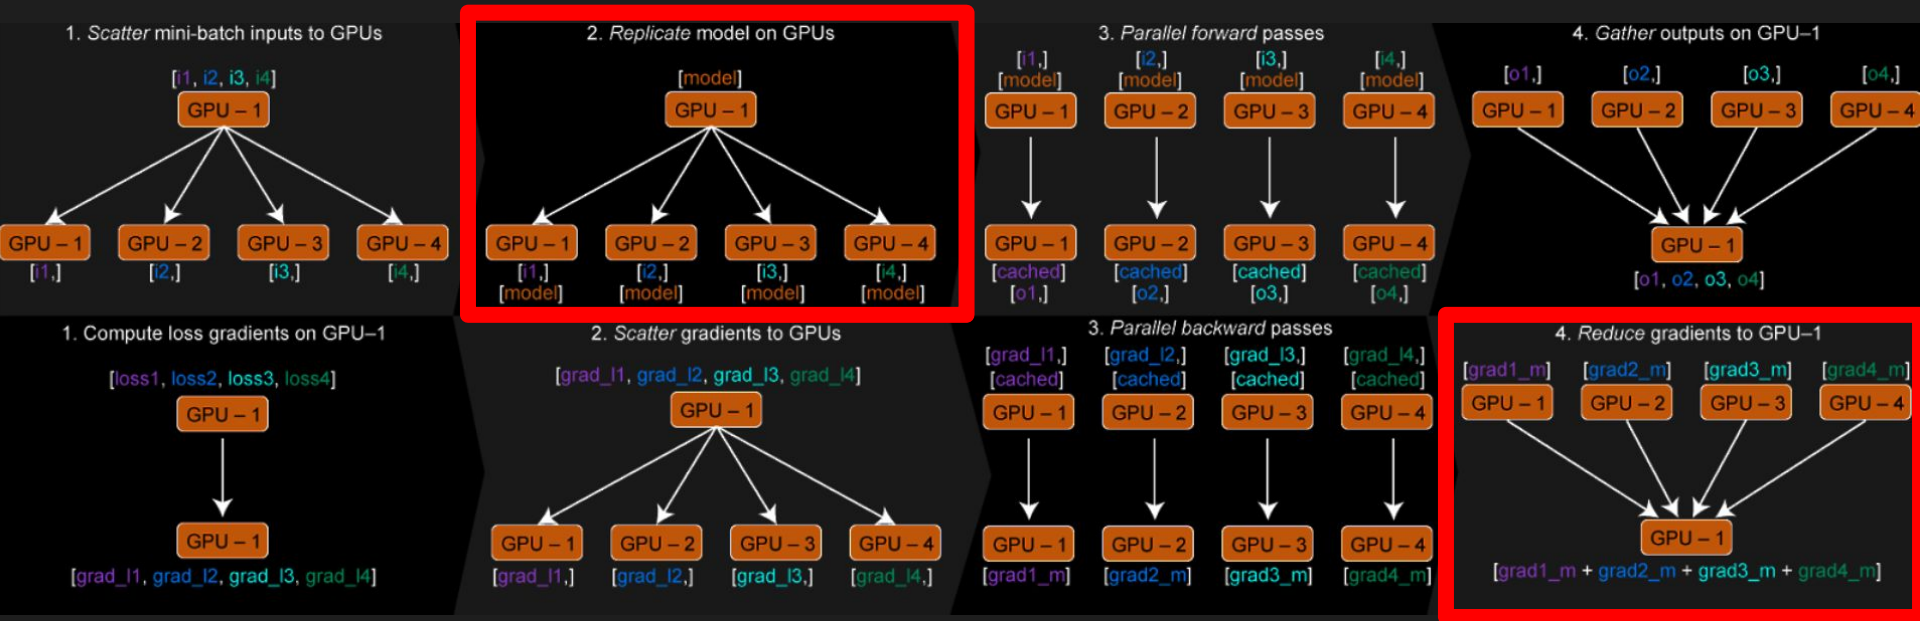 1. Scatter mini-batch inputs to GPUs
[i1, i2, i3, i4]
GPU – 1
GPU – 1 GPU – 2 GPU – 3 GPU – 4
[i1,] [i2,] [i3,] [i4,]
2. Replicate model on GPUs
[model]
GPU – 1
GPU – 1 GPU – 2 GPU – 3 GPU – 4
[i1,] [i2,] [i3,] [i4,]
[model] [model] [model] [model]
3. Parallel forward passes
[i1,] [i2,] [i3,] [i4,]
[model] [model] [model] [model]
GPU – 1 GPU – 2 GPU – 3 GPU – 4
GPU – 1 GPU – 2 GPU – 3 GPU – 4
[cached] [cached] [cached] [cached]
[o1,] [o2,] [o3,] [o4,]
4. Gather outputs on GPU–1
[o1,] [o2,] [o3,] [o4,]
GPU – 1 GPU – 2 GPU – 3 GPU – 4
GPU – 1
[o1, o2, o3, o4]
1. Compute loss gradients on GPU–1
[loss1, loss2, loss3, loss4]
GPU – 1
GPU – 1
[grad_l1, grad_l2, grad_l3, grad_l4]
2. Scatter gradients to GPUs
[grad_l1, grad_l2, grad_l3, grad_l4]
GPU – 1
GPU – 1 GPU – 2 GPU – 3 GPU – 4
[grad_l1,] [grad_l2,] [grad_l3,] [grad_l4,]
3. Parallel backward passes
[grad_l1,] [grad_l2,] [grad_l3,] [grad_l4,]
[cached] [cached] [cached] [cached]
GPU – 1 GPU – 2 GPU – 3 GPU – 4
GPU – 1 GPU – 2 GPU – 3 GPU – 4
[grad1_m] [grad2_m] [grad3_m] [grad4_m]
4. Reduce gradients to GPU–1
[grad1_m] [grad2_m] [grad3_m] [grad4_m]
GPU – 1 GPU – 2 GPU – 3 GPU – 4
GPU – 1
[grad1_m + grad2_m + grad3_m + grad4_m]